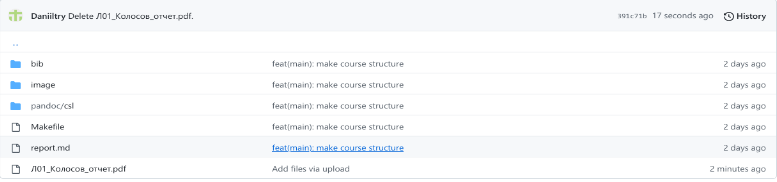 Daniiltry Delete Л01_Колосов_отчет.pdf. 391c71b 17 seconds ago History
..
bib feat(main): make course structure 2 days ago
image feat(main): make course structure 2 days ago
pandoc/csl feat(main): make course structure 2 days ago
Makefile feat(main): make course structure 2 days ago
report.md feat(main): make course structure 2 days ago
Л01_Колосов_отчет.pdf Add files via upload 2 minutes ago